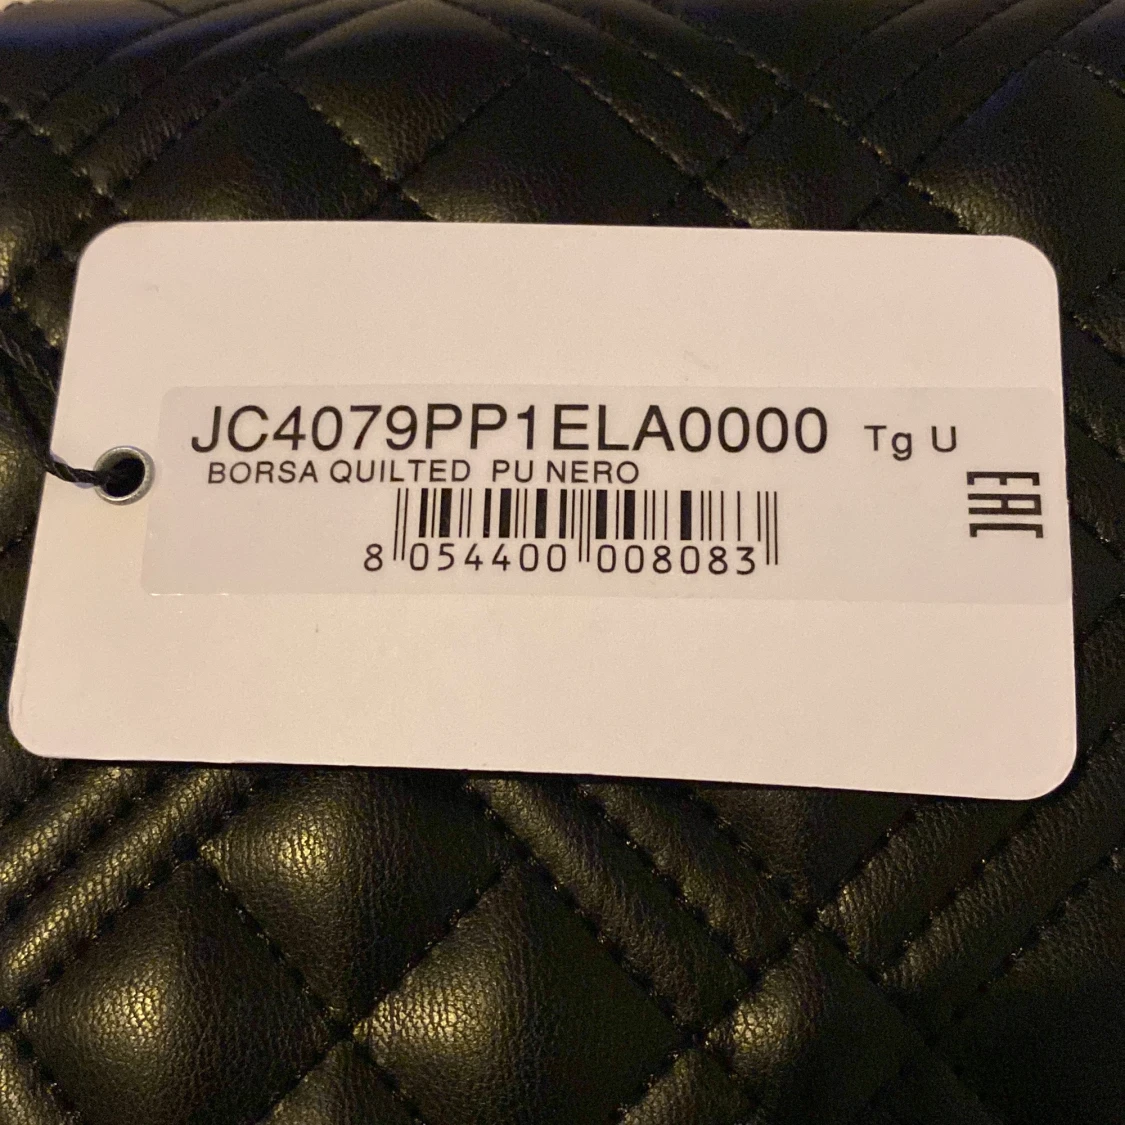 JC4079PP1ELA0000 Tg U
BORSA QUILTED PU NERO
EAC
8 054400 008083